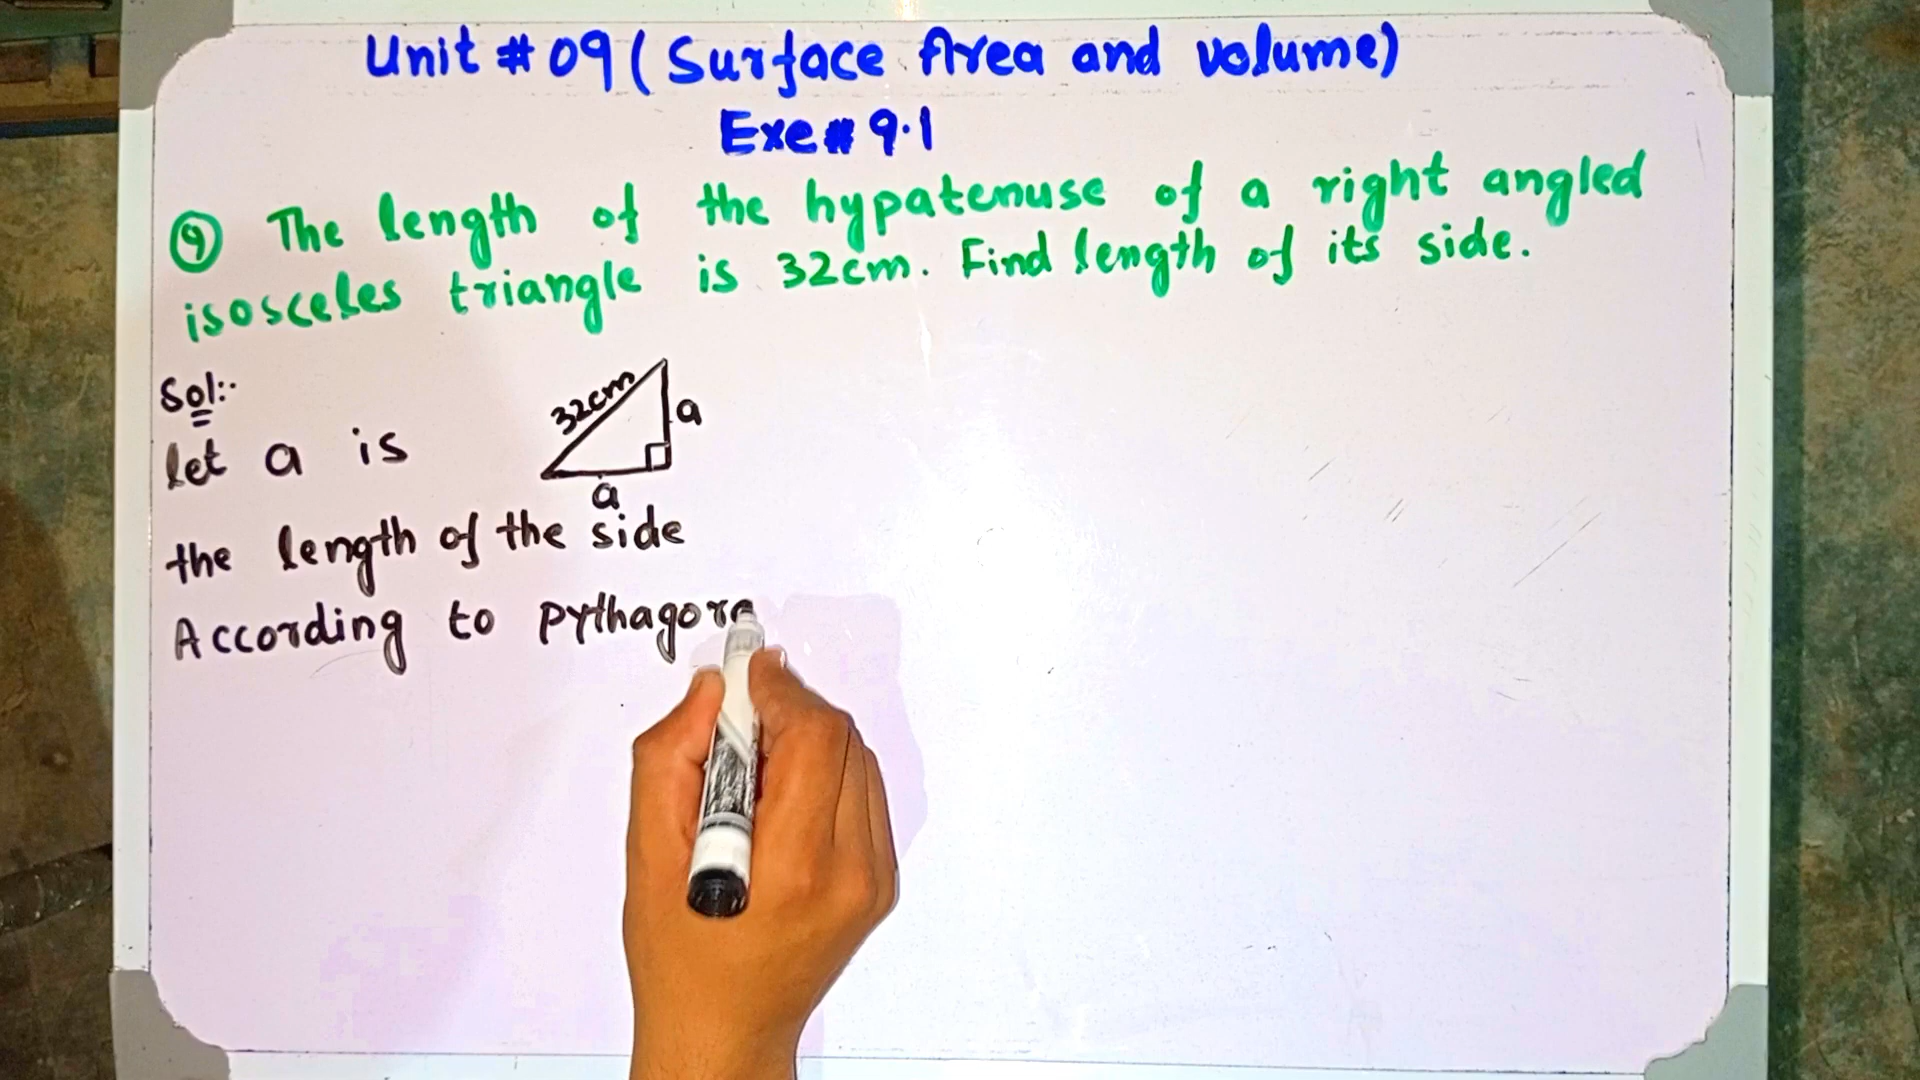 Unit # 09 (Surface Area and volume)
Exe # 9.1
9 The length of the hypatenuse of a right angled
isosceles triangle is 32cm. Find length of its side.
Sol:-
let a is
32cm
a
a
the length of the side
According to pythagora